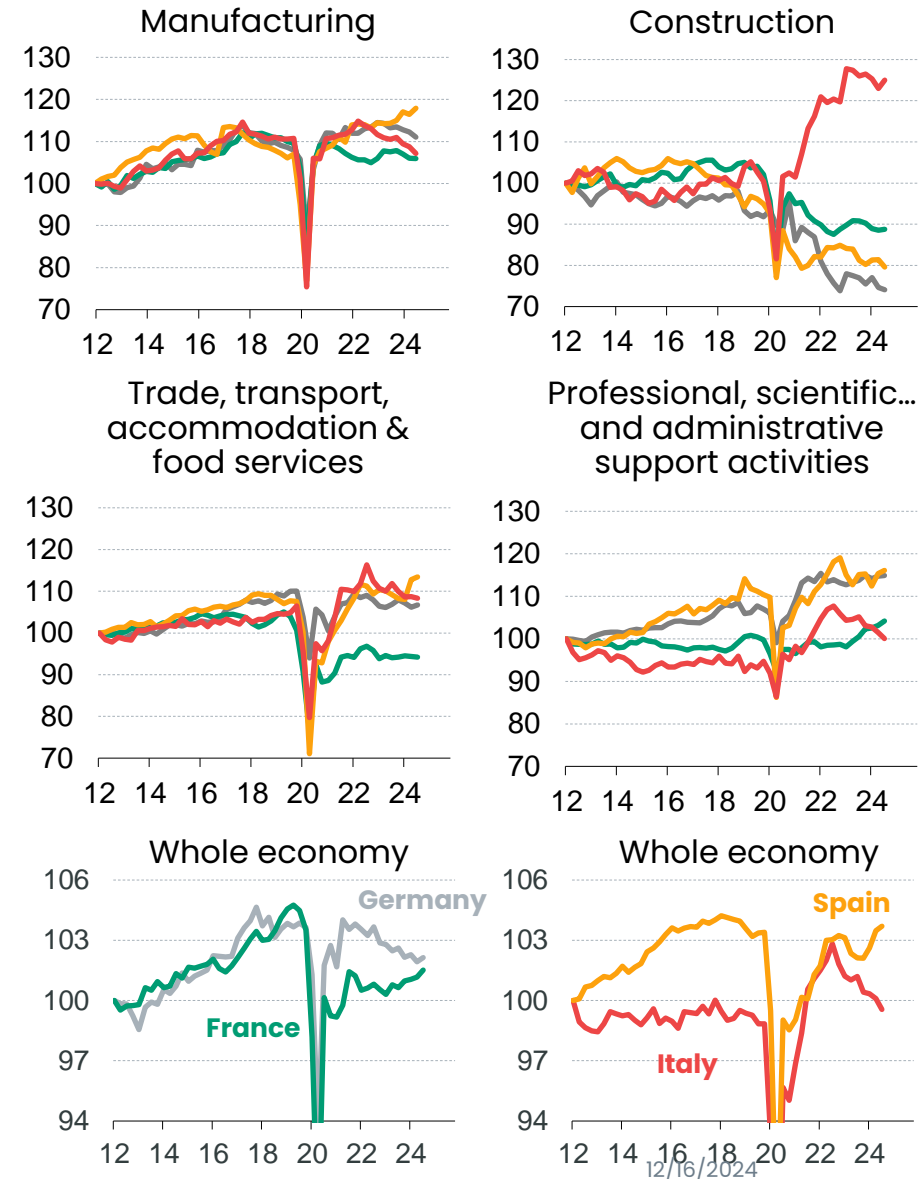 Manufacturing
130
120
110
100
90
80
70
12 14 16 18 20 22 24
Construction
130
120
110
100
90
80
70
12 14 16 18 20 22 24
Trade, transport,
accommodation &
food services
130
120
110
100
90
80
70
12 14 16 18 20 22 24
Professional, scientific...
and administrative
support activities
130
120
110
100
90
80
70
12 14 16 18 20 22 24
Whole economy
106
103
100
97
94
Germany
France
12 14 16 18 20 22 24
Whole economy
106
103
100
97
94
Spain
Italy
12 14 16 18 20 22 24
12/16/2024